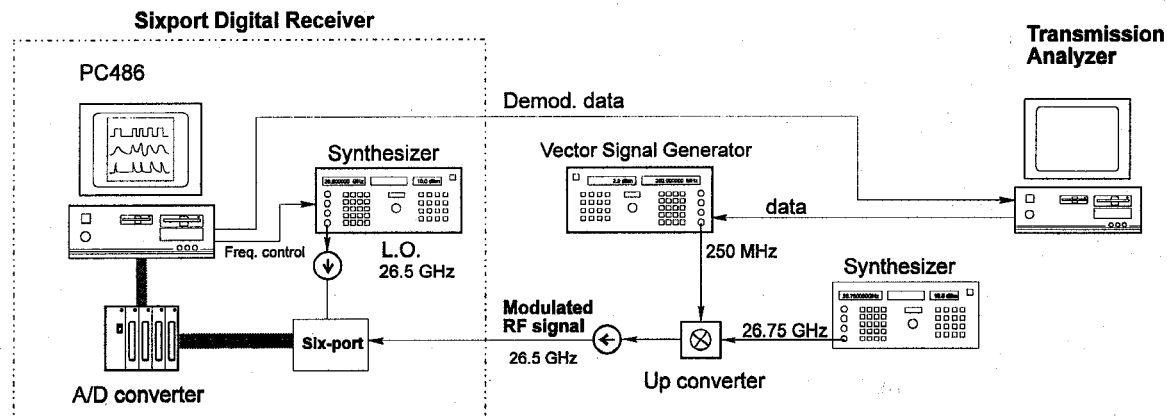 Sixport Digital Receiver
Transmission
Analyzer
PC486
Demod. data
Synthesizer
Vector Signal Generator
data
Freq. control
L.O.
26.5 GHz
250 MHz
Synthesizer
Modulated
RF signal
26.5 GHz
26.75 GHz
Six-port
A/D converter
Up converter